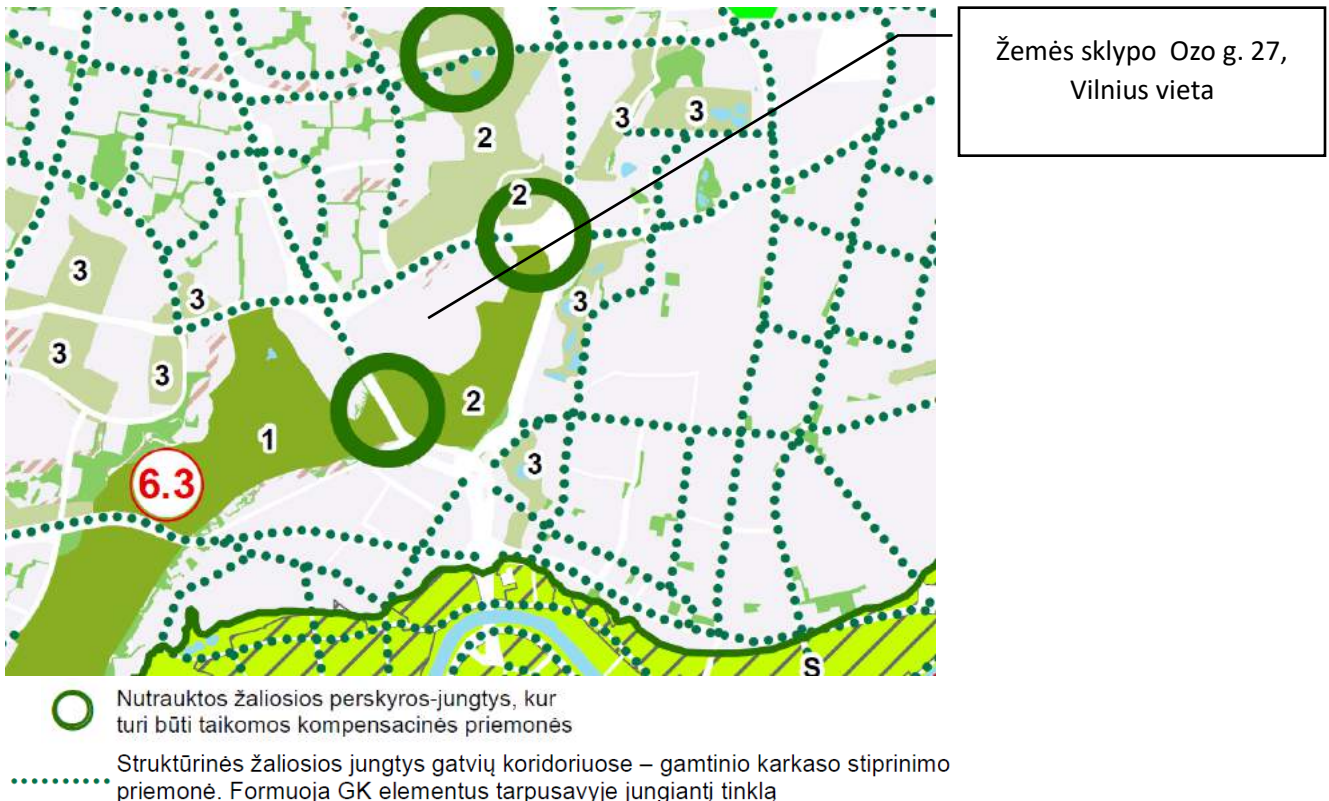 Žemės sklypo Ozo g. 27,
Vilnius vieta
2
3
3
2
3
3
3
3
3
2
1
3
6.3
S
Nutrauktos žaliosios perskyros-jungtys, kur
turi būti taikomos kompensacinės priemonės
Struktūrinės žaliosios jungtys gatvių koridoriuose – gamtinio karkaso stiprinimo
priemonė. Formuoja GK elementus tarpusavyje jungiantį tinklą